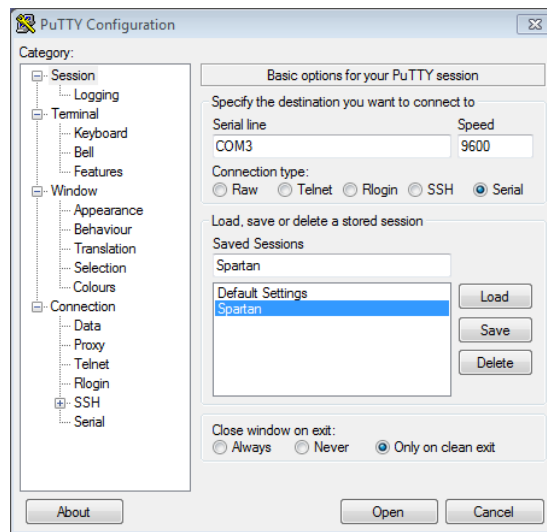 PuTTY Configuration
Category:
Session
Logging
Terminal
Keyboard
Bell
Features
Window
Appearance
Behaviour
Translation
Selection
Colours
Connection
Data
Proxy
Telnet
Rlogin
SSH
Serial
Basic options for your PuTTY session
Specify the destination you want to connect to
Serial line Speed
COM3 9600
Connection type:
Raw Telnet Rlogin SSH Serial
Load, save or delete a stored session
Saved Sessions
Spartan
Default Settings
Spartan
Load
Save
Delete
Close window on exit:
Always Never Only on clean exit
About Open Cancel